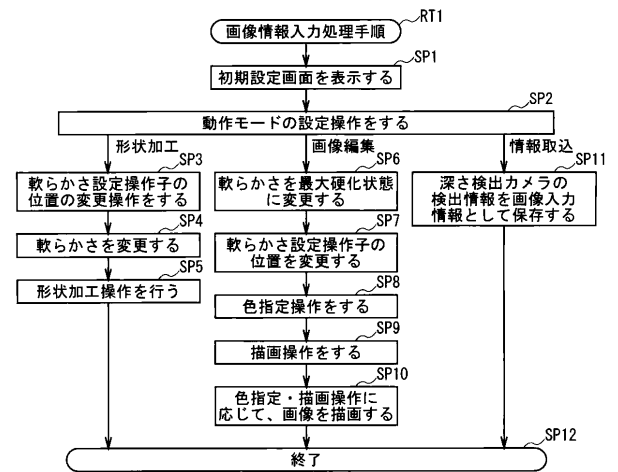 画像情報入力処理手順
RT1
SP1
初期設定画面を表示する
SP2
動作モードの設定操作をする
形状加工
画像編集
情報取込
SP3
軟らかさ設定操作子の
位置の変更操作をする
SP4
軟らかさを変更する
SP5
形状加工操作を行う
SP6
軟らかさを最大硬化状態
に変更する
SP7
軟らかさ設定操作子の
位置を変更する
SP8
色指定操作をする
SP9
描画操作をする
SP10
色指定・描画操作に
応じて、画像を描画する
SP11
深さ検出カメラの
検出情報を画像入力
情報として保存する
SP12
終了